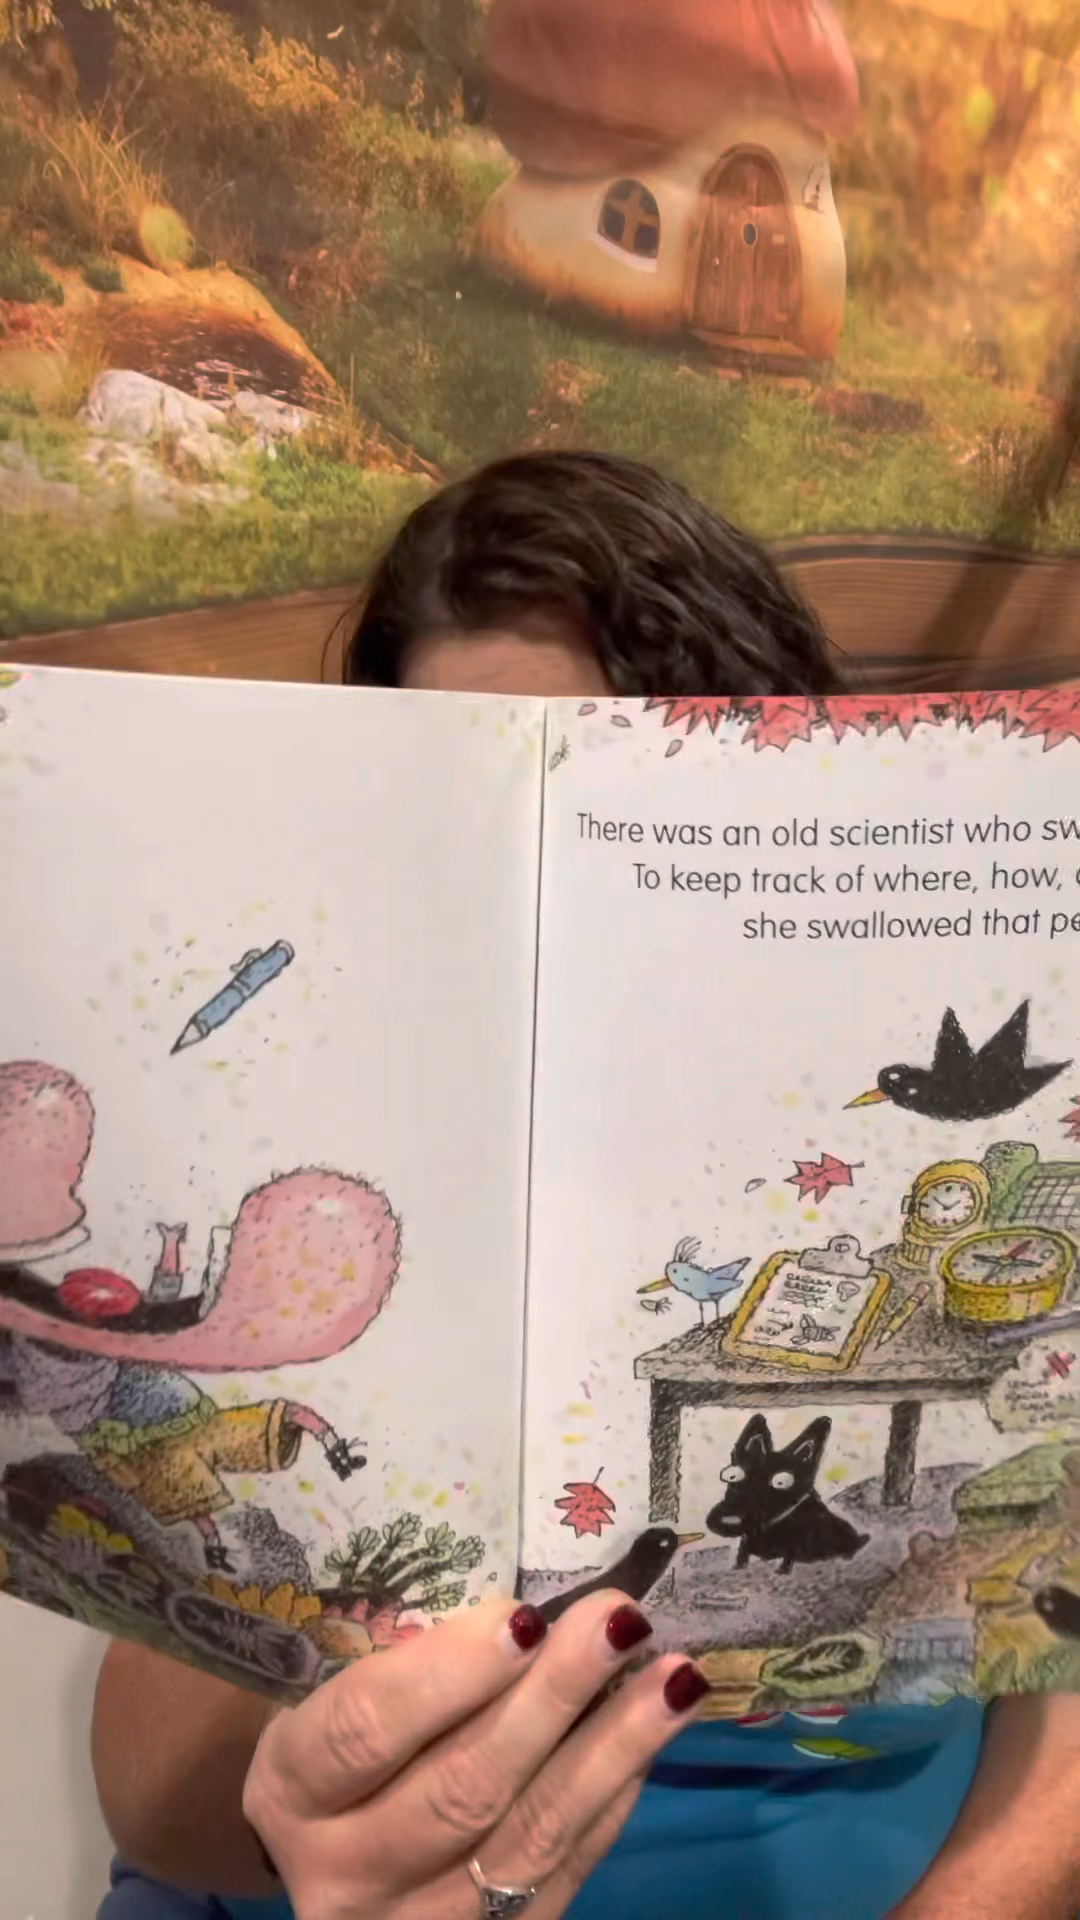 There was an old scientist who sw
To keep track of where, how,
she swallowed that pe